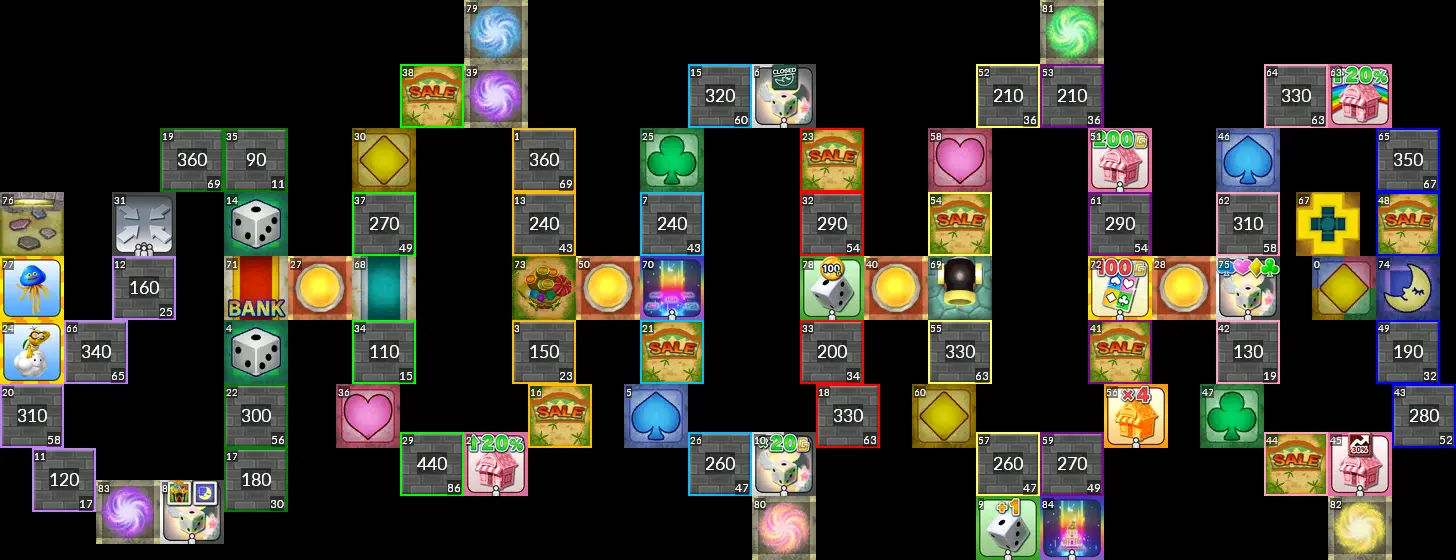 79 81
38 SALE 39 15 320 60 6 CLOSED 52 210 36 53 210 36 64 330 63 63 ↑20%
19 360 69 35 90 11 30 1 360 69 25 23 SALE 58 51 200G 46 65 350 67
76 31 14 37 270 49 13 240 43 7 240 43 32 290 54 54 SALE 61 290 54 62 310 58 67 48 SALE
77 12 160 25 71 BANK 27 68 73 50 70 78 100 40 69 72 100G 28 75 0 74
24 66 340 65 4 34 110 15 3 150 23 21 SALE 33 200 34 55 330 63 41 SALE 42 130 19 49 190 32
20 310 58 22 300 56 36 16 SALE 5 18 330 63 60 56 ×4 47 43 280 52
11 120 17 17 180 30 29 440 86 ↑20% 26 260 47 10 ×20G 57 260 47 59 270 49 44 SALE 45 30%
83 80 9 +1 84 82